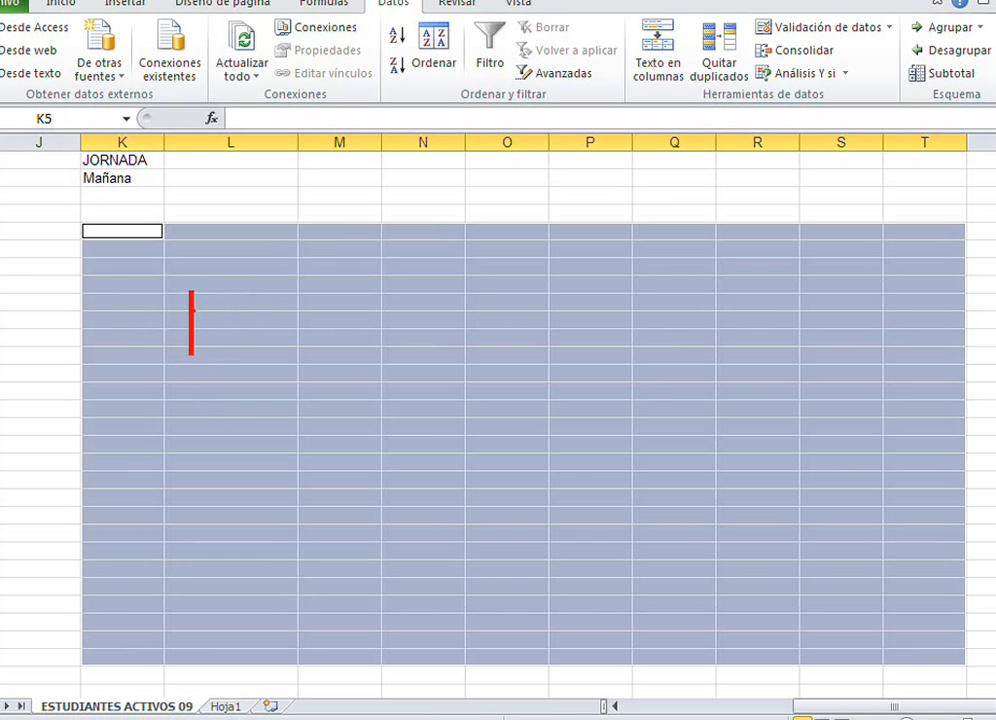 Inicio Insertar Diseño de página Fórmulas Datos Revisar Vista
Desde Access
Desde web
Desde texto
De otras fuentes
Conexiones existentes
Obtener datos externos
Actualizar todo
Conexiones
Propiedades
Editar vínculos
Conexiones
Ordenar
Filtro
Borrar
Volver a aplicar
Avanzadas
Ordenar y filtrar
Texto en columnas
Quitar duplicados
Validación de datos
Consolidar
Análisis Y si
Herramientas de datos
Agrupar
Desagrupar
Subtotal
Esquema
K5 fx
J K L M N O P Q R S T
JORNADA
Mañana
ESTUDIANTES ACTIVOS 09 Hoja1